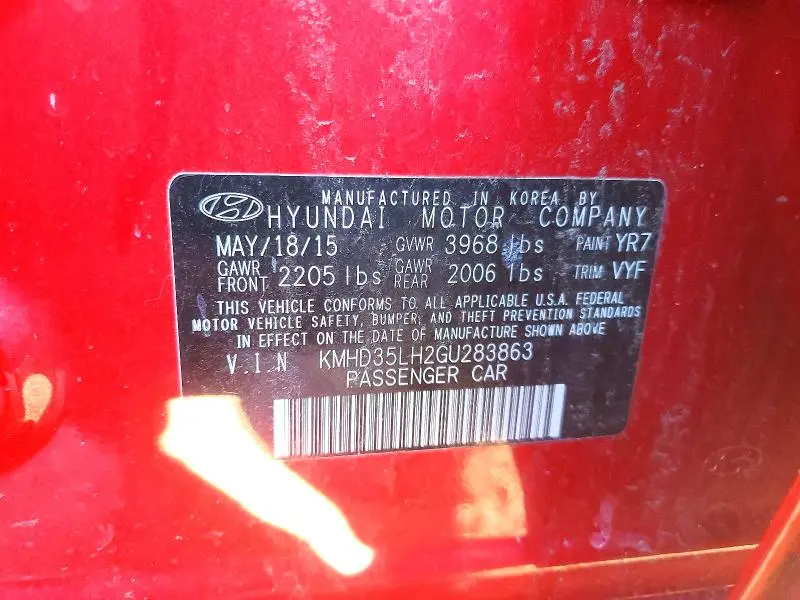 MANUFACTURED IN KOREA BY
HYUNDAI MOTOR COMPANY
MAY/18/15 GVWR 3968 lbs PAINT YR7
GAWR FRONT 2205 lbs GAWR REAR 2006 lbs TRIM VYF
THIS VEHICLE CONFORMS TO ALL APPLICABLE U.S.A. FEDERAL
MOTOR VEHICLE SAFETY, BUMPER, AND THEFT PREVENTION STANDARDS
IN EFFECT ON THE DATE OF MANUFACTURE SHOWN ABOVE
V.I.N KMHD35LH2GU283863
PASSENGER CAR